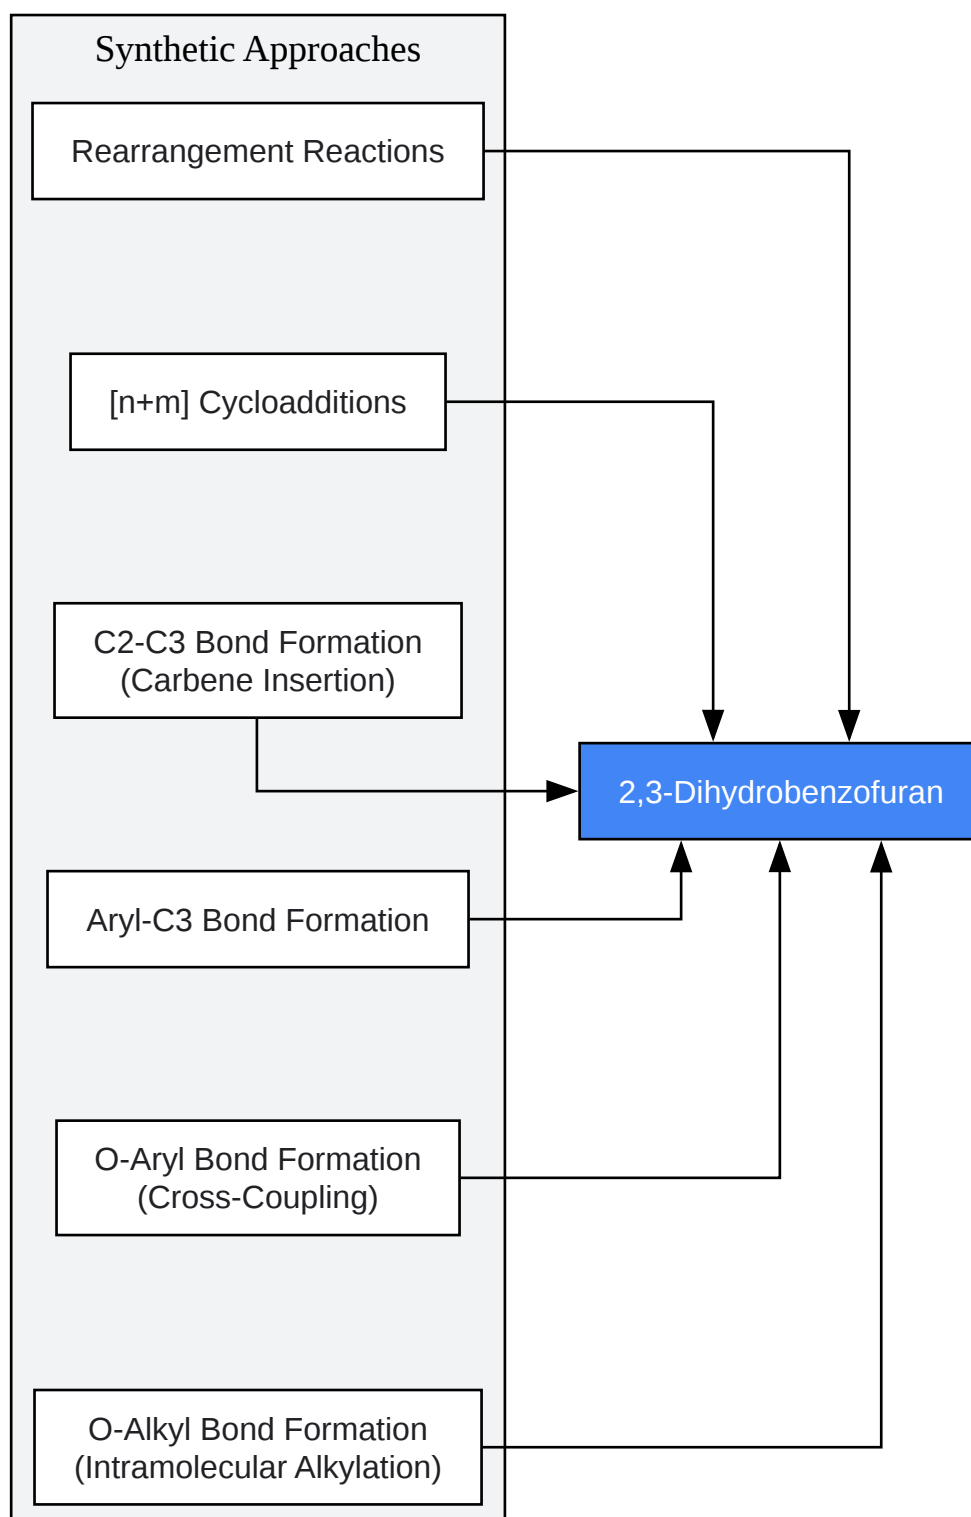 Synthetic Approaches
Rearrangement Reactions
[n+m] Cycloadditions
C2-C3 Bond Formation
(Carbene Insertion)
2,3-Dihydrobenzofuran
Aryl-C3 Bond Formation
O-Aryl Bond Formation
(Cross-Coupling)
O-Alkyl Bond Formation
(Intramolecular Alkylation)